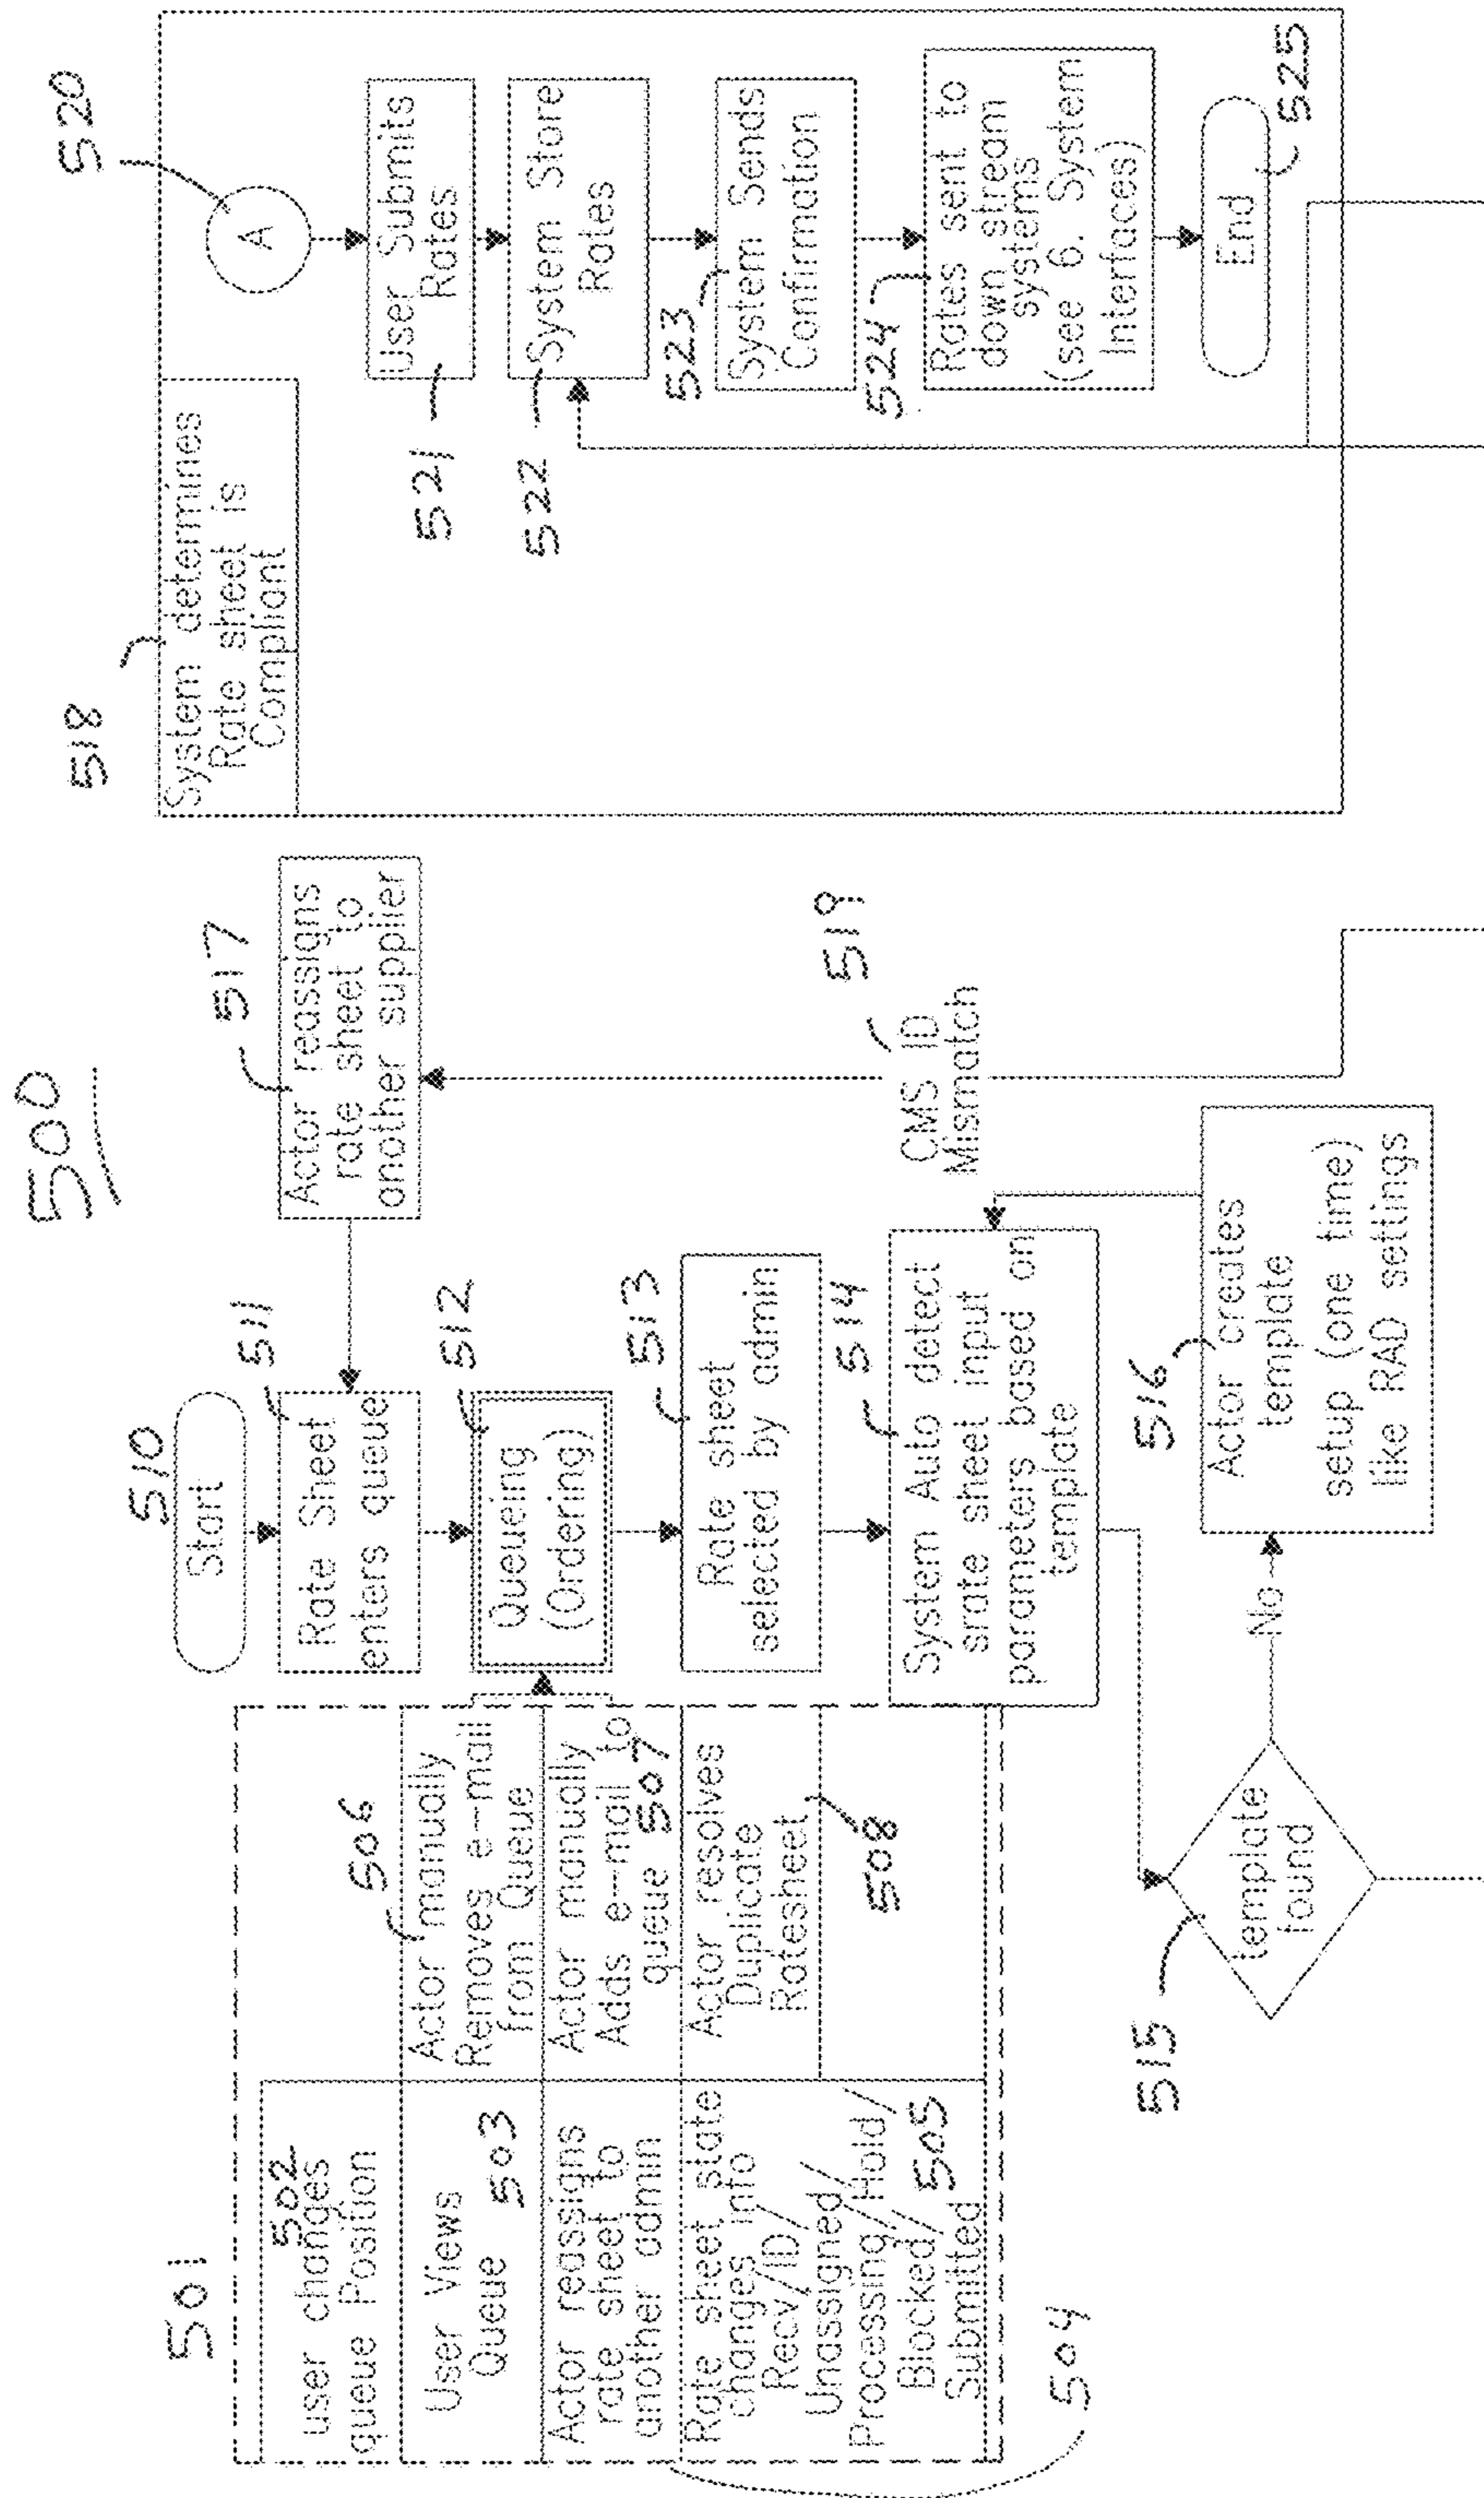 500
501
502
user changes
queue Position
User Views
Queue
503
Actor reassigns
rate sheet to
another admin
Rate sheet state
changes into
Recv/ID/
Unassigned/
Processing/Hold/
Blocked/
Submitted
505
504
506
Actor manually
Removes e-mail
from Queue
Actor manually
Adds e-mail to
queue
507
Actor resolves
Duplicate
Ratesheet
508
510
Start
511
Rate Sheet
enters queue
512
Queueing
(Ordering)
513
Rate sheet
selected by admin
514
System Auto detect
srate sheet input
parameters based on
template
515
template
found
No
516
Actor creates
template
setup (one time)
like RAD settings
517
Actor reassigns
rate sheet to
another supplier
519
CMS ID
Mismatch
518
System determines
Rate sheet is
Compliant
520
A
521
User Submits
Rates
522
System Store
Rates
523
System Sends
Confirmation
524
Rates sent to
down stream
systems
(see 6. System
Interfaces)
End
525